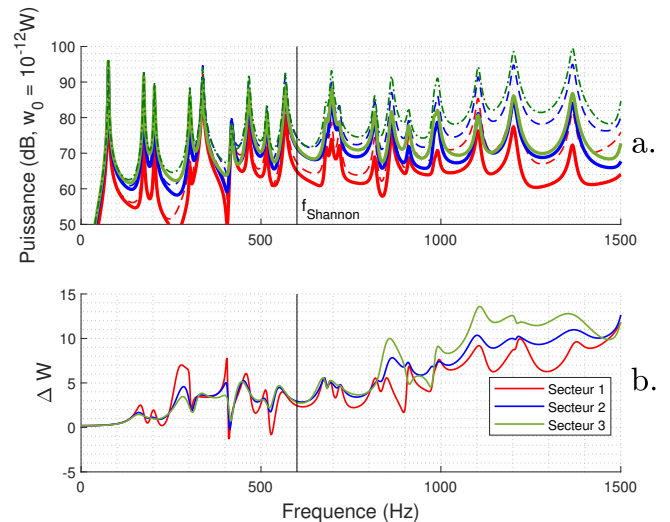 100
90
80
70
60
50
Puissance (dB, w₀ = 10⁻¹²W)
f_Shannon
0
500
1000
1500
a.
15
10
5
0
-5
Δ W
Secteur 1
Secteur 2
Secteur 3
0
500
1000
1500
Frequence (Hz)
b.